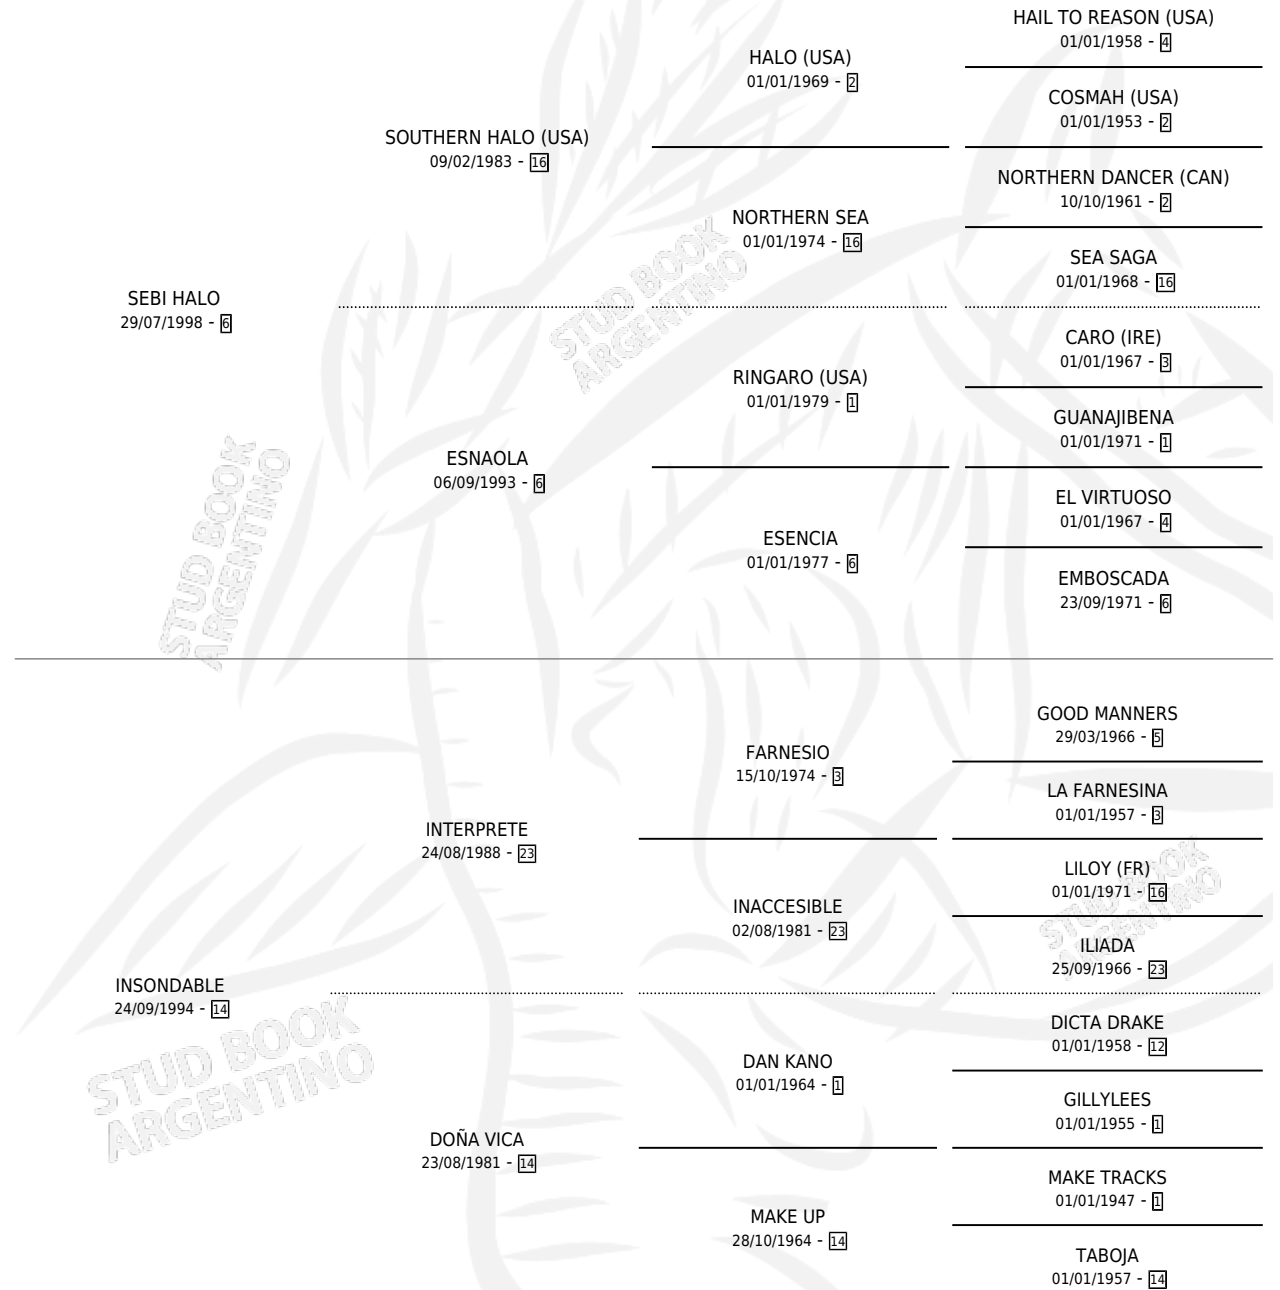 HAIL TO REASON (USA)
01/01/1958 - 4
HALO (USA)
01/01/1969 - 2
COSMAH (USA)
01/01/1953 - 2
SOUTHERN HALO (USA)
09/02/1983 - 16
NORTHERN DANCER (CAN)
10/10/1961 - 2
NORTHERN SEA
01/01/1974 - 16
SEA SAGA
01/01/1968 - 16
SEBI HALO
29/07/1998 - 6
CARO (IRE)
01/01/1967 - 3
RINGARO (USA)
01/01/1979 - 1
GUANAJIBENA
01/01/1971 - 1
ESNAOLA
06/09/1993 - 6
EL VIRTUOSO
01/01/1967 - 4
ESENCIA
01/01/1977 - 6
EMBOSCADA
23/09/1971 - 6
STUD BOOK
ARGENTINO
STUD BOOK
ARGENTINO
GOOD MANNERS
29/03/1966 - 5
FARNESIO
15/10/1974 - 3
LA FARNESINA
01/01/1957 - 3
INTERPRETE
24/08/1988 - 23
LILOY (FR)
01/01/1971 - 16
INACCESIBLE
02/08/1981 - 23
ILIADA
25/09/1966 - 23
INSONDABLE
24/09/1994 - 14
DICTA DRAKE
01/01/1958 - 12
DAN KANO
01/01/1964 - 1
GILLYLEES
01/01/1955 - 1
DOÑA VICA
23/08/1981 - 14
MAKE TRACKS
01/01/1947 - 1
MAKE UP
28/10/1964 - 14
TABOJA
01/01/1957 - 14
STUD BOOK
ARGENTINO
STUD BOOK
ARGENTINO